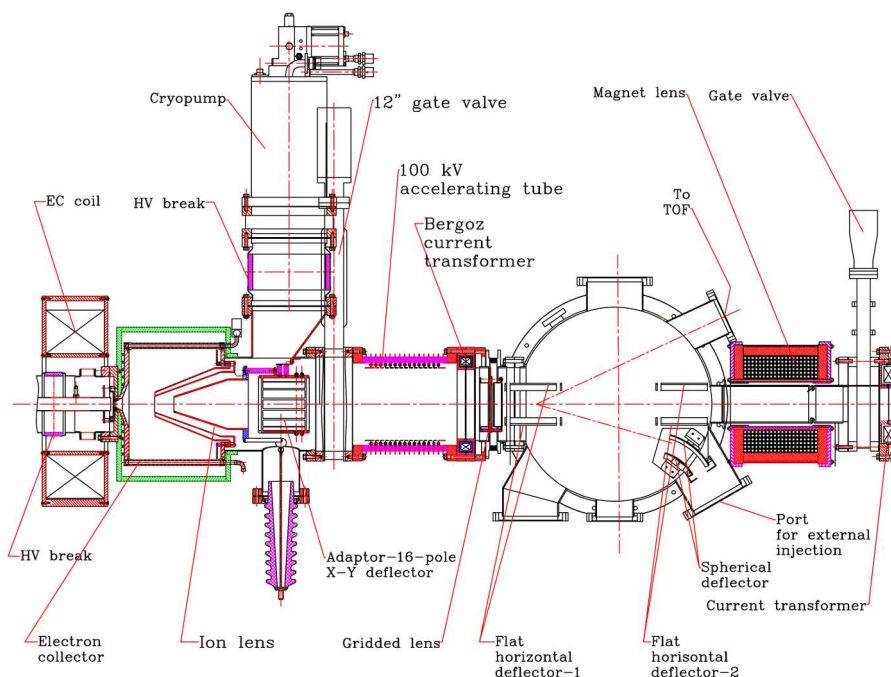 Cryopump
12" gate valve
Magnet lens
Gate valve
100 kV
accelerating tube
EC coil
HV break
To
TOF
Bergoz
current
transformer
HV break
Adaptor-16-pole
X-Y deflector
Port
for external
injection
Spherical
deflector
Current transformer
Electron
collector
Ion lens
Gridded lens
Flat
horizontal
deflector-1
Flat
horisontal
deflector-2